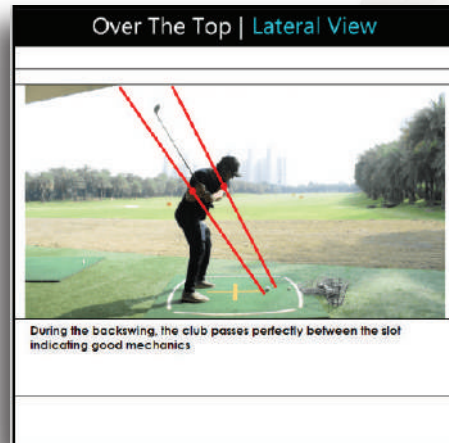 Over The Top | Lateral View
During the backswing, the club passes perfectly between the slot
indicating good mechanics